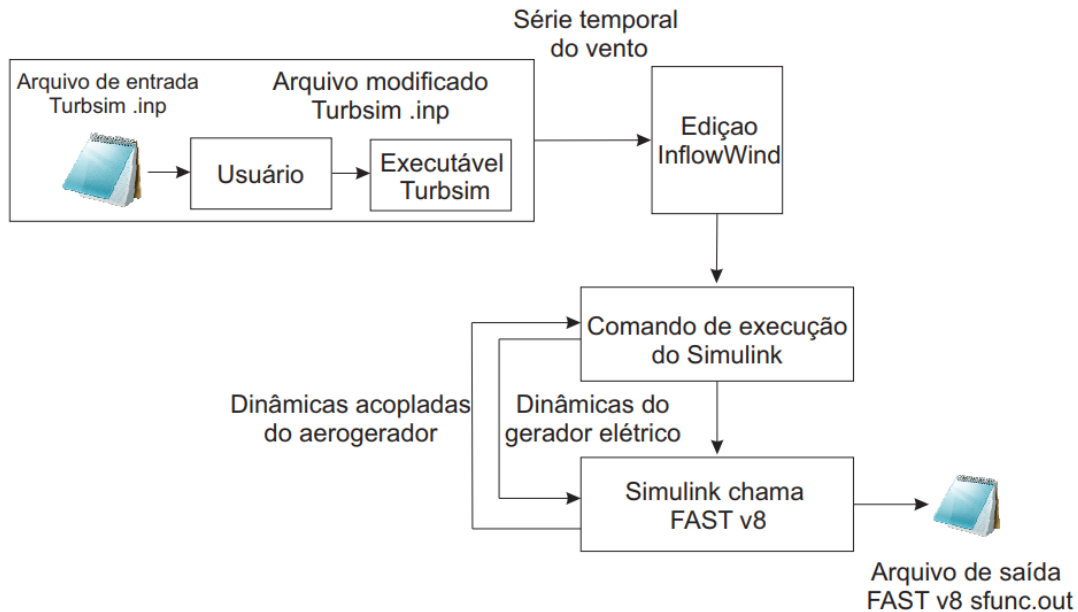 Série temporal
do vento
Arquivo de entrada
Turbsim .inp
Arquivo modificado
Turbsim .inp
Usuário
Executável
Turbsim
Ediçao
InflowWind
Comando de execução
do Simulink
Dinâmicas acopladas
do aerogerador
Dinâmicas do
gerador elétrico
Simulink chama
FAST v8
Arquivo de saída
FAST v8 sfunc.out